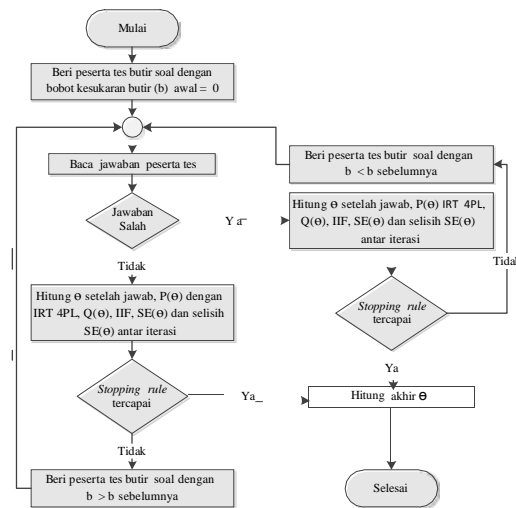 Mulai
Beri peserta tes butir soal dengan
bobot kesukaran butir (b) awal = 0
Baca jawaban peserta tes
Jawaban
Salah
Y a
Tidak
Hitung ɵ setelah jawab, P(ɵ) dengan
IRT 4PL, Q(ɵ), IIF, SE(ɵ) dan selisih
SE(ɵ) antar iterasi
Stopping rule
tercapai
Ya
Tidak
Beri peserta tes butir soal dengan
b > b sebelumnya
Beri peserta tes butir soal dengan
b < b sebelumnya
Hitung ɵ setelah jawab, P(ɵ) IRT 4PL,
Q(ɵ), IIF, SE(ɵ) dan selisih SE(ɵ)
antar iterasi
Tidal
Stopping rule
tercapai
Ya
Hitung akhir ɵ
Selesai